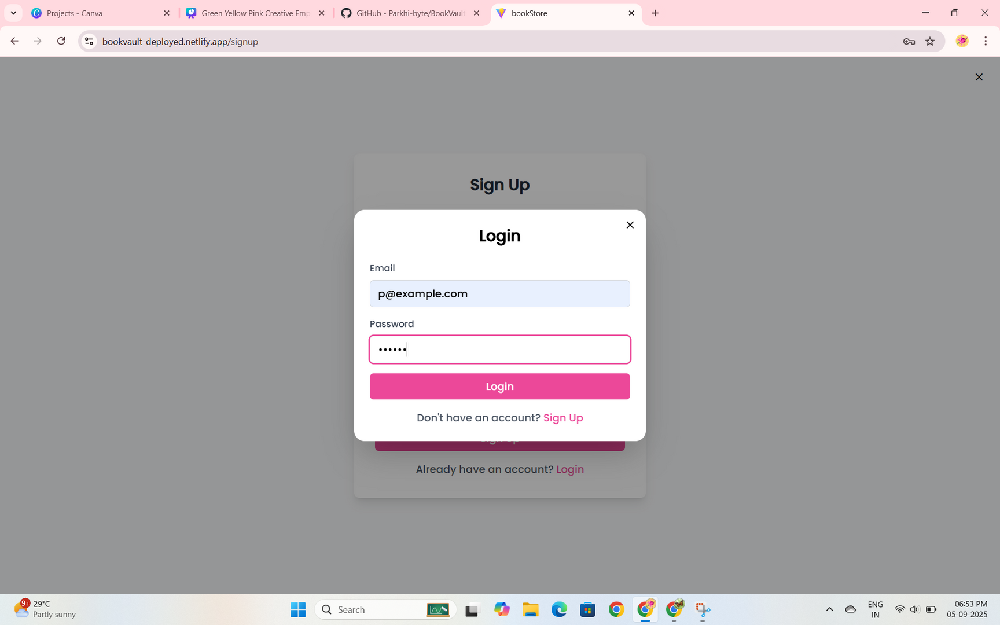 Projects - Canva
Green Yellow Pink Creative Emp
GitHub - Parkhi-byte/BookVault
bookStore
bookvault-deployed.netlify.app/signup
Sign Up
Login
Email
p@example.com
Password
••••••
Login
Don't have an account? Sign Up
Sign Up
Already have an account? Login
9+
29°C
Partly sunny
Search
ENG
IN
06:53 PM
05-09-2025